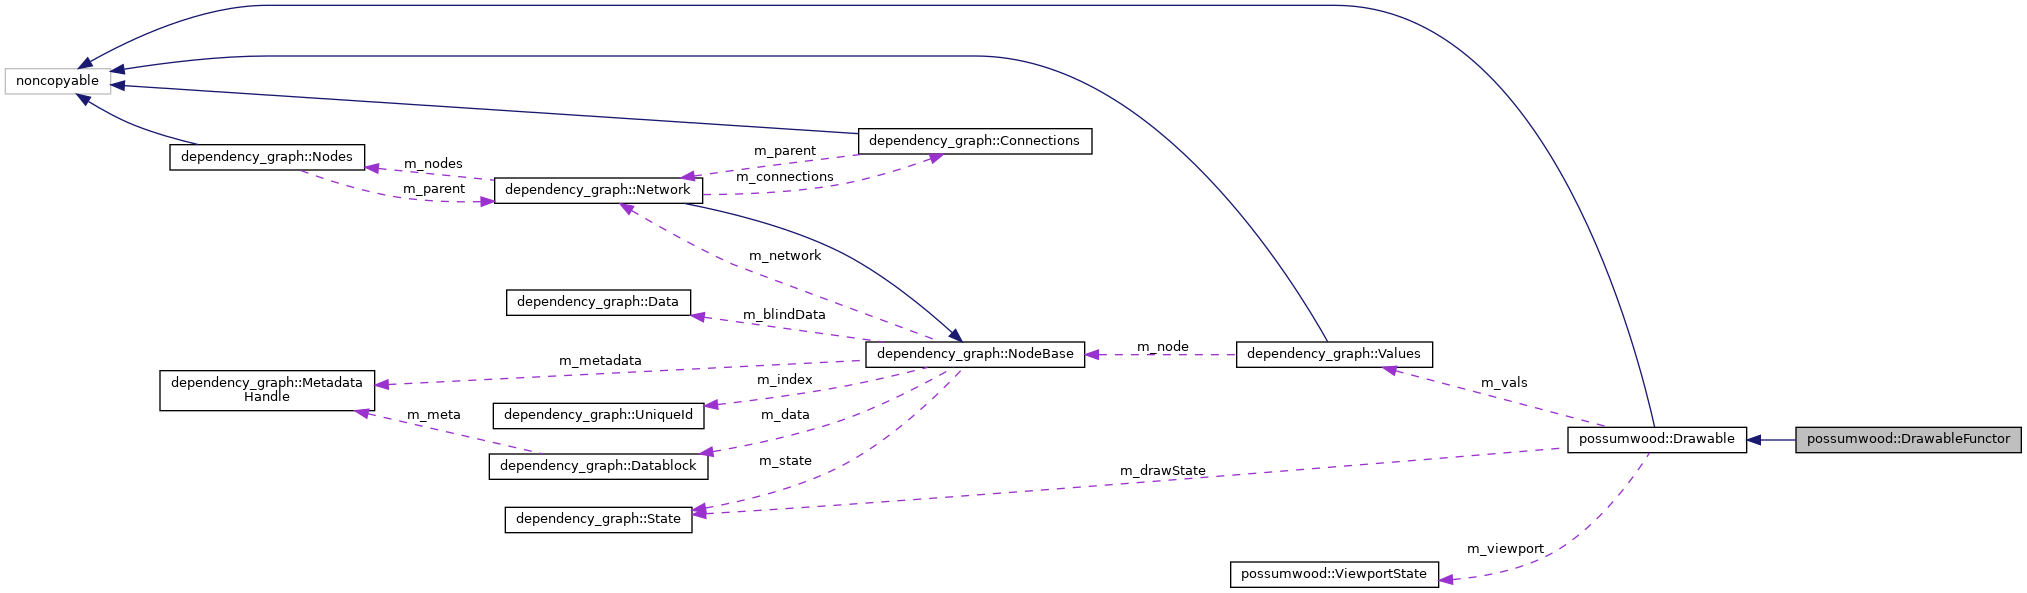 noncopyable
dependency_graph::Connections
m_parent
dependency_graph::Nodes
m_nodes
m_connections
m_parent
dependency_graph::Network
m_network
dependency_graph::Data
m_blindData
m_node
dependency_graph::NodeBase
dependency_graph::Values
m_metadata
m_index
m_vals
dependency_graph::Metadata
Handle
m_meta
dependency_graph::UniqueId
m_data
possumwood::Drawable
possumwood::DrawableFunctor
m_state
dependency_graph::Datablock
m_drawState
dependency_graph::State
m_viewport
possumwood::ViewportState